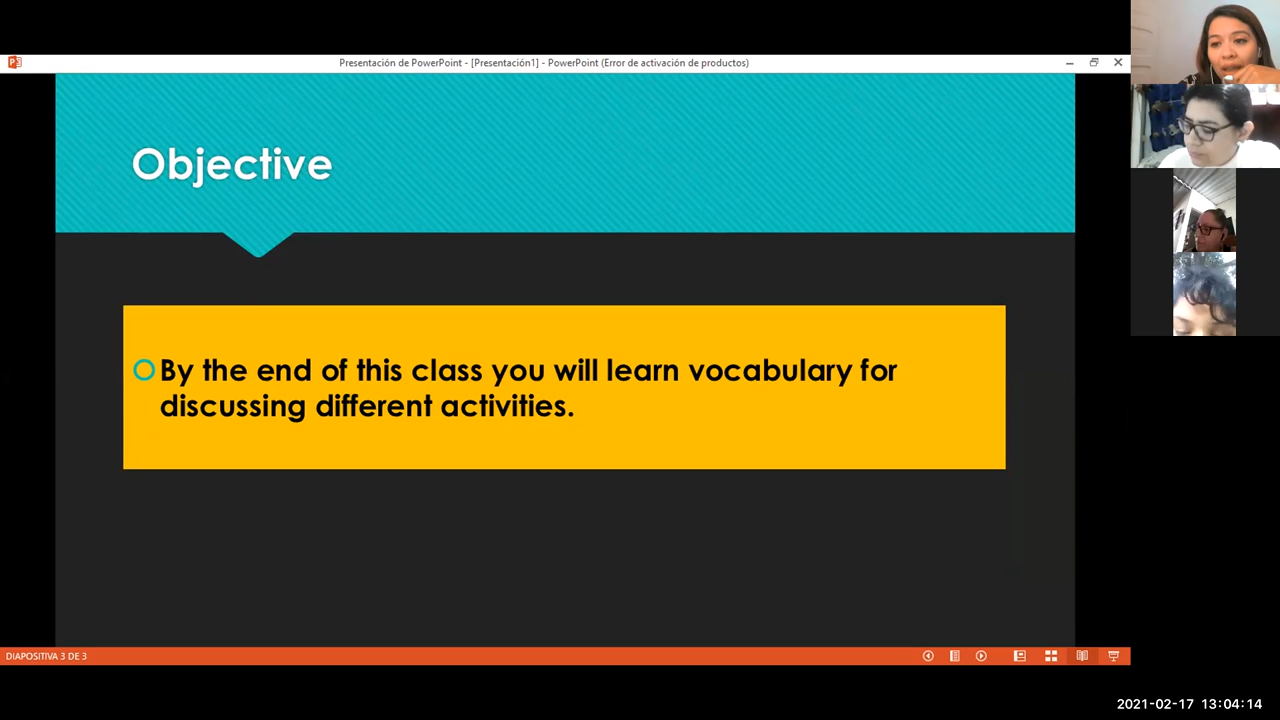 Presentación de PowerPoint - [Presentación1] - PowerPoint (Error de activación de productos)
Objective
By the end of this class you will learn vocabulary for
discussing different activities.
DIAPOSITIVA 3 DE 3
2021-02-17 13:04:14